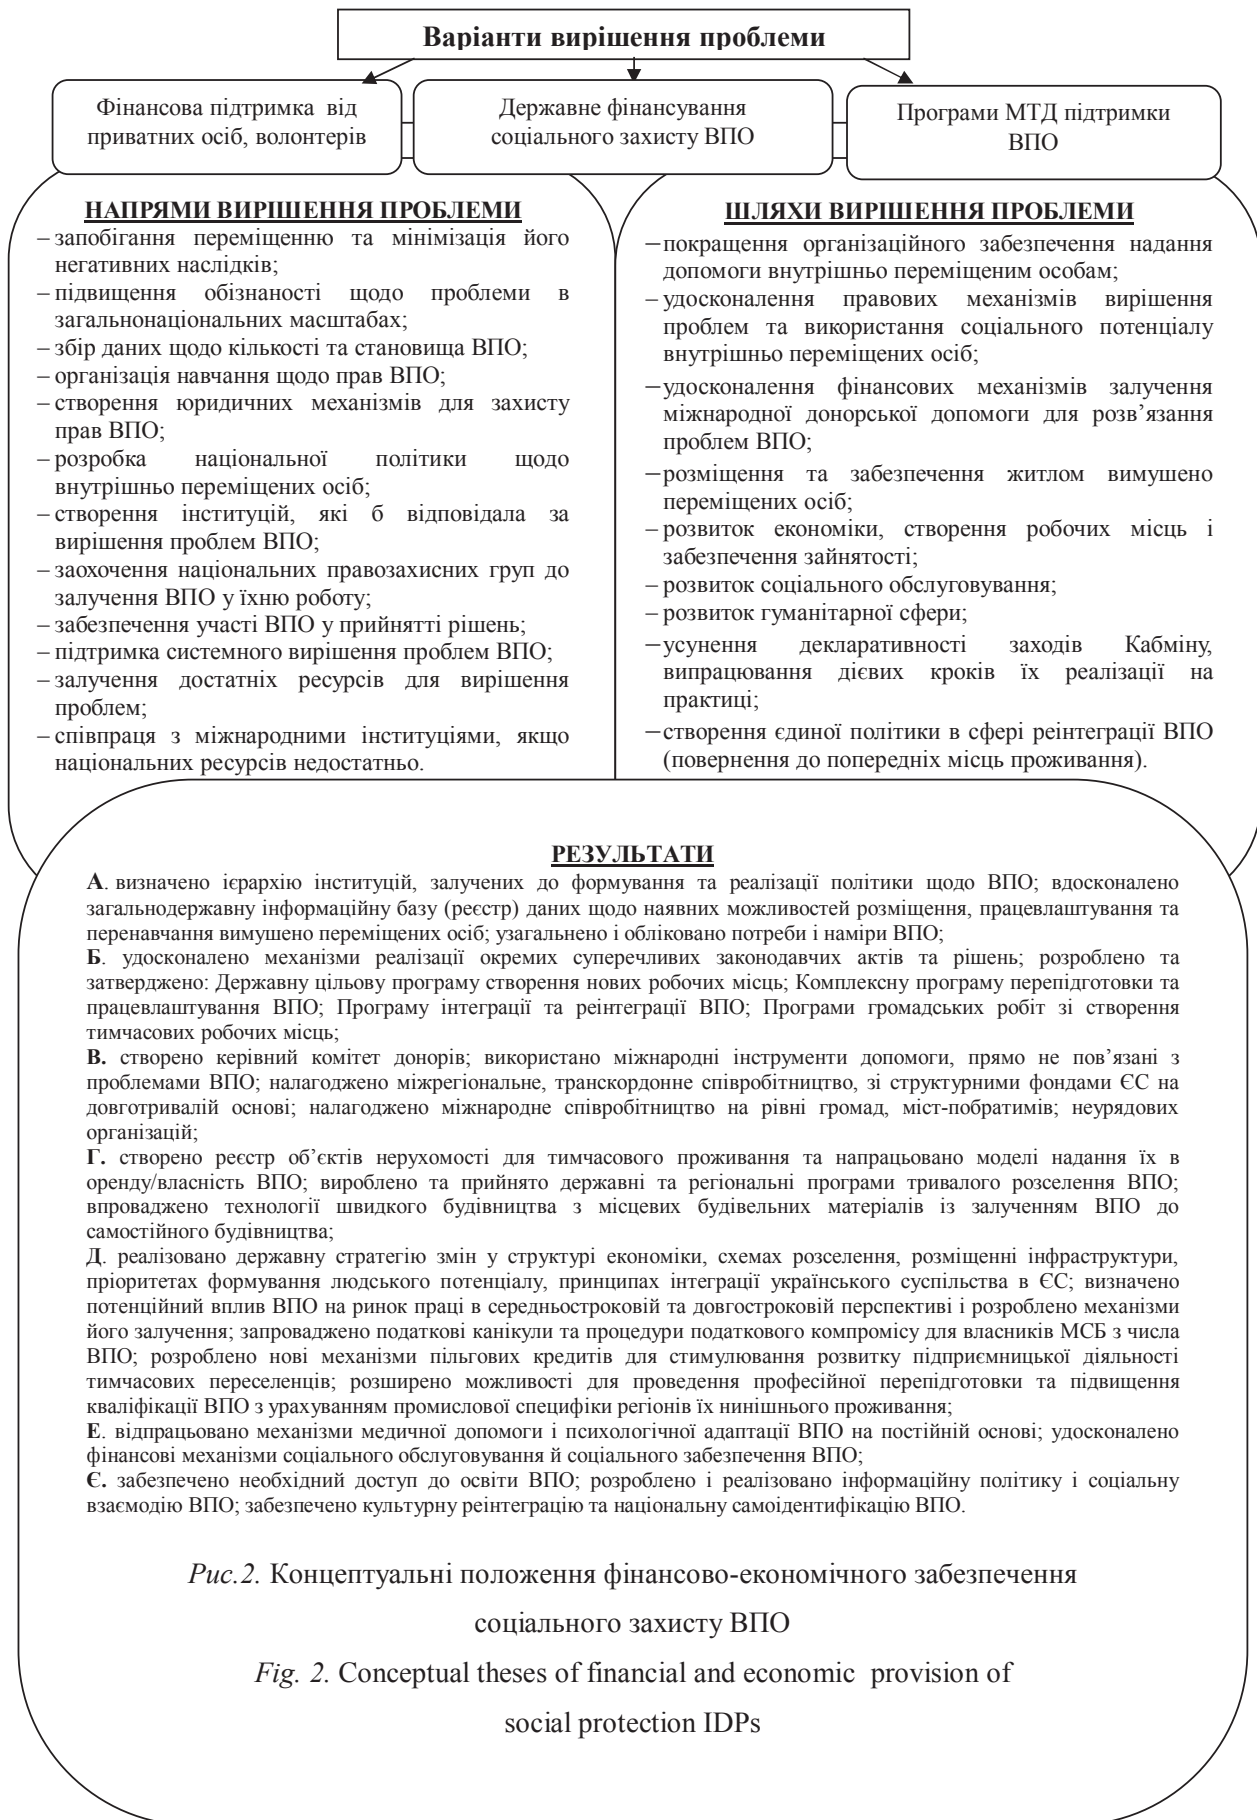 Варіанти вирішення проблеми
Фінансова підтримка від
приватних осіб, волонтерів
Державне фінансування
соціального захисту ВПО
Програми МТД підтримки
ВПО
НАПРЯМИ ВИРІШЕННЯ ПРОБЛЕМИ
– запобігання переміщенню та мінімізація його
негативних наслідків;
– підвищення обізнаності щодо проблеми в
загальнонаціональних масштабах;
– збір даних щодо кількості та становища ВПО;
– організація навчання щодо прав ВПО;
– створення юридичних механізмів для захисту
прав ВПО;
– розробка національної політики щодо
внутрішньо переміщених осіб;
– створення інституцій, які б відповідала за
вирішення проблем ВПО;
– заохочення національних правозахисних груп до
залучення ВПО у їхню роботу;
– забезпечення участі ВПО у прийнятті рішень;
– підтримка системного вирішення проблем ВПО;
– залучення достатніх ресурсів для вирішення
проблем;
– співпраця з міжнародними інституціями, якщо
національних ресурсів недостатньо.
ШЛЯХИ ВИРІШЕННЯ ПРОБЛЕМИ
– покращення організаційного забезпечення надання
допомоги внутрішньо переміщеним особам;
– удосконалення правових механізмів вирішення
проблем та використання соціального потенціалу
внутрішньо переміщених осіб;
– удосконалення фінансових механізмів залучення
міжнародної донорської допомоги для розв’язання
проблем ВПО;
– розміщення та забезпечення житлом вимушено
переміщених осіб;
– розвиток економіки, створення робочих місць і
забезпечення зайнятості;
– розвиток соціального обслуговування;
– розвиток гуманітарної сфери;
– усунення декларативності заходів Кабміну,
випрацювання дієвих кроків їх реалізації на
практиці;
– створення єдиної політики в сфері реінтеграції ВПО
(повернення до попередніх місць проживання).
РЕЗУЛЬТАТИ
А. визначено ієрархію інституцій, залучених до формування та реалізації політики щодо ВПО; вдосконалено
загальнодержавну інформаційну базу (реєстр) даних щодо наявних можливостей розміщення, працевлаштування та
перенавчання вимушено переміщених осіб; узагальнено і обліковано потреби і наміри ВПО;
Б. удосконалено механізми реалізації окремих суперечливих законодавчих актів та рішень; розроблено та
затверджено: Державну цільову програму створення нових робочих місць; Комплексну програму перепідготовки та
працевлаштування ВПО; Програму інтеграції та реінтеграції ВПО; Програми громадських робіт зі створення
тимчасових робочих місць;
В. створено керівний комітет донорів; використано міжнародні інструменти допомоги, прямо не пов’язані з
проблемами ВПО; налагоджено міжрегіональне, транскордонне співробітництво, зі структурними фондами ЄС на
довготривалій основі; налагоджено міжнародне співробітництво на рівні громад, міст-побратимів; неурядових
організацій;
Г. створено реєстр об’єктів нерухомості для тимчасового проживання та напрацьовано моделі надання їх в
оренду/власність ВПО; вироблено та прийнято державні та регіональні програми тривалого розселення ВПО;
впроваджено технології швидкого будівництва з місцевих будівельних матеріалів із залученням ВПО до
самостійного будівництва;
Д. реалізовано державну стратегію змін у структурі економіки, схемах розселення, розміщенні інфраструктури,
пріоритетах формування людського потенціалу, принципах інтеграції українського суспільства в ЄС; визначено
потенційний вплив ВПО на ринок праці в середньостроковій та довгостроковій перспективі і розроблено механізми
його залучення; запроваджено податкові канікули та процедури податкового компромісу для власників МСБ з числа
ВПО; розроблено нові механізми пільгових кредитів для стимулювання розвитку підприємницької діяльності
тимчасових переселенців; розширено можливості для проведення професійної перепідготовки та підвищення
кваліфікації ВПО з урахуванням промислової специфіки регіонів їх нинішнього проживання;
Е. відпрацьовано механізми медичної допомоги і психологічної адаптації ВПО на постійній основі; удосконалено
фінансові механізми соціального обслуговування й соціального забезпечення ВПО;
Є. забезпечено необхідний доступ до освіти ВПО; розроблено і реалізовано інформаційну політику і соціальну
взаємодію ВПО; забезпечено культурну реінтеграцію та національну самоідентифікацію ВПО.
Рис.2. Концептуальні положення фінансово-економічного забезпечення
соціального захисту ВПО
Fig. 2. Conceptual theses of financial and economic provision of
social protection IDPs